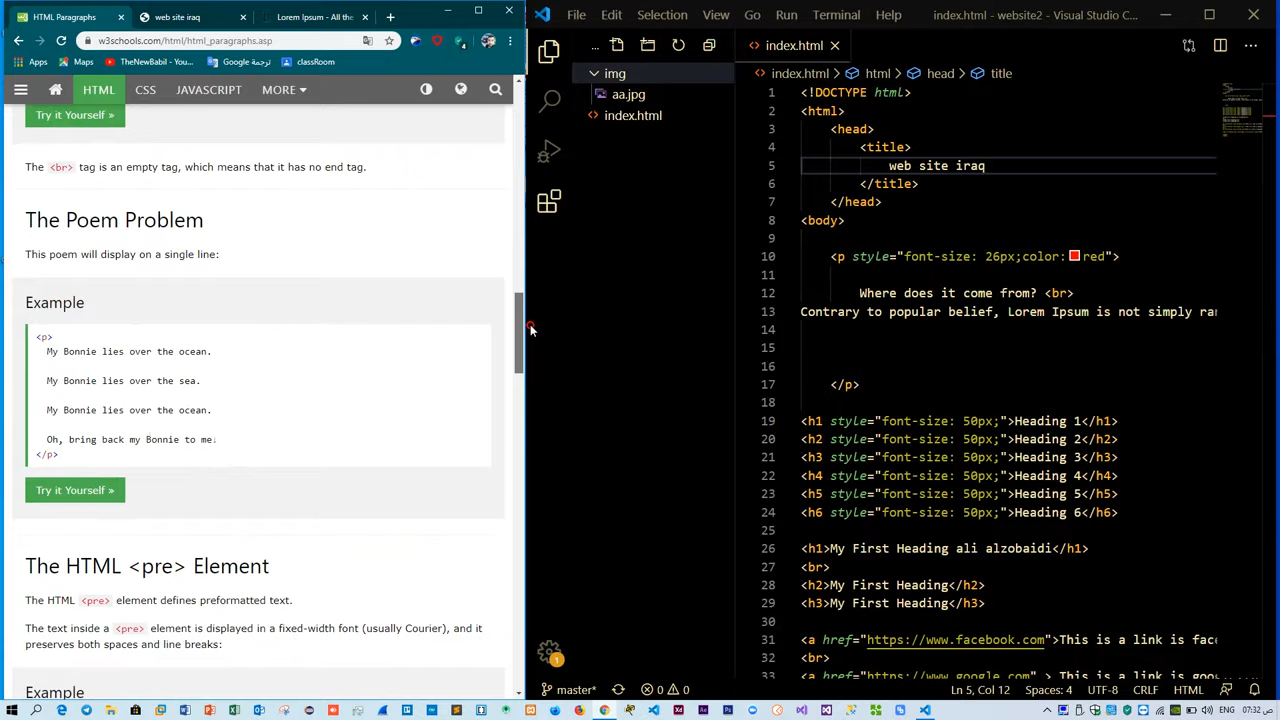 HTML Paragraphs
web site iraq
Lorem Ipsum - All the
w3schools.com/html/html_paragraphs.asp
Apps
Maps
TheNewBabil - You...
ترجمة Google
classRoom
HTML
CSS
JAVASCRIPT
MORE
Try it Yourself »
The <br> tag is an empty tag, which means that it has no end tag.
The Poem Problem
This poem will display on a single line:
Example
<p>
My Bonnie lies over the ocean.
My Bonnie lies over the sea.
My Bonnie lies over the ocean.
Oh, bring back my Bonnie to me.
</p>
Try it Yourself »
The HTML <pre> Element
The HTML <pre> element defines preformatted text.
The text inside a <pre> element is displayed in a fixed-width font (usually Courier), and it
preserves both spaces and line breaks:
Example
File Edit Selection View Go Run Terminal index.html - website2 - Visual Studio C...
...
img
aa.jpg
index.html
index.html
index.html > html > head > title
1 <!DOCTYPE html>
2 <html>
3 <head>
4 <title>
5 web site iraq
6 </title>
7 </head>
8 <body>
9
10 <p style="font-size: 26px;color: red">
11
12 Where does it come from? <br>
13 Contrary to popular belief, Lorem Ipsum is not simply ra
14
15
16
17 </p>
18
19 <h1 style="font-size: 50px;">Heading 1</h1>
20 <h2 style="font-size: 50px;">Heading 2</h2>
21 <h3 style="font-size: 50px;">Heading 3</h3>
22 <h4 style="font-size: 50px;">Heading 4</h4>
23 <h5 style="font-size: 50px;">Heading 5</h5>
24 <h6 style="font-size: 50px;">Heading 6</h6>
25
26 <h1>My First Heading ali alzobaidi</h1>
27 <br>
28 <h2>My First Heading</h2>
29 <h3>My First Heading</h3>
30
31 <a href="https://www.facebook.com">This is a link is face
32 <br>
33 <a href="https://www.google.com" > This is a link is goo
1
master*
0 0
Ln 5, Col 12
Spaces: 4
UTF-8
CRLF
HTML
ENG
07:32 ص